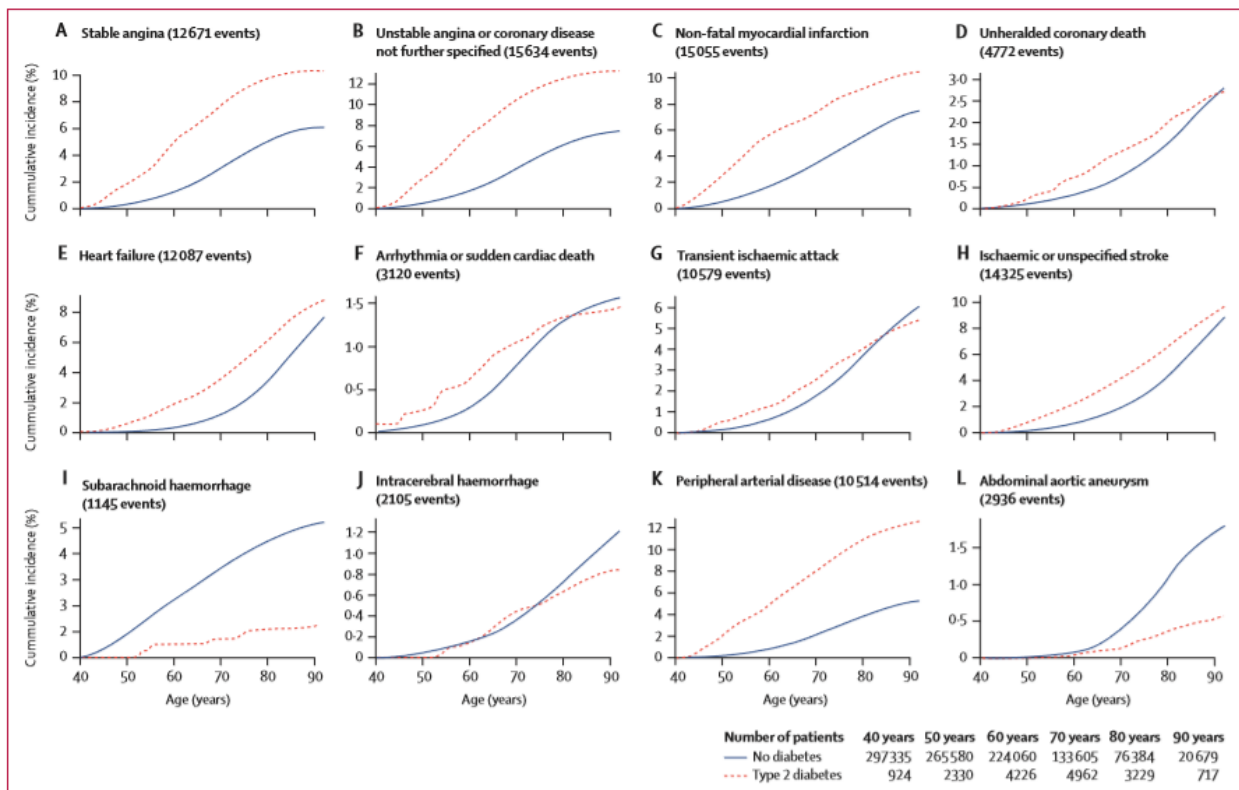 A Stable angina (12 671 events)
B Unstable angina or coronary disease
not further specified (15 634 events)
C Non-fatal myocardial infarction
(15 055 events)
D Unheralded coronary death
(4772 events)
Cummulative incidence (%)
10
8
6
4
2
0
12
10
8
6
4
2
0
10
8
6
4
2
0
3·0
2·5
2·0
1·0
1·0
0·5
0
E Heart failure (12 087 events)
F Arrhythmia or sudden cardiac death
(3120 events)
G Transient ischaemic attack
(10 579 events)
H Ischaemic or unspecified stroke
(14 325 events)
Cummulative incidence (%)
8
6
4
2
0
1·5
1·0
0·5
0
6
5
4
3
2
1
0
10
8
6
4
2
0
I Subarachnoid haemorrhage
(1145 events)
J Intracerebral haemorrhage
(2105 events)
K Peripheral arterial disease (10 514 events)
L Abdominal aortic aneurysm
(2936 events)
Cummulative incidence (%)
5
4
3
3
2
0
1·2
1·0
0·8
0·6
0·4
0·2
0
12
10
8
6
4
2
0
1·5
1·0
0·5
0
40 50 60 70 80 90
40 50 60 70 80 90
40 50 60 70 80 90
40 50 60 70 80 90
Age (years)
Age (years)
Age (years)
Age (years)
Number of patients 40 years 50 years 60 years 70 years 80 years 90 years
No diabetes 297 335 265 580 224 060 133 605 76 384 20 679
Type 2 diabetes 924 2330 4226 4962 3229 717